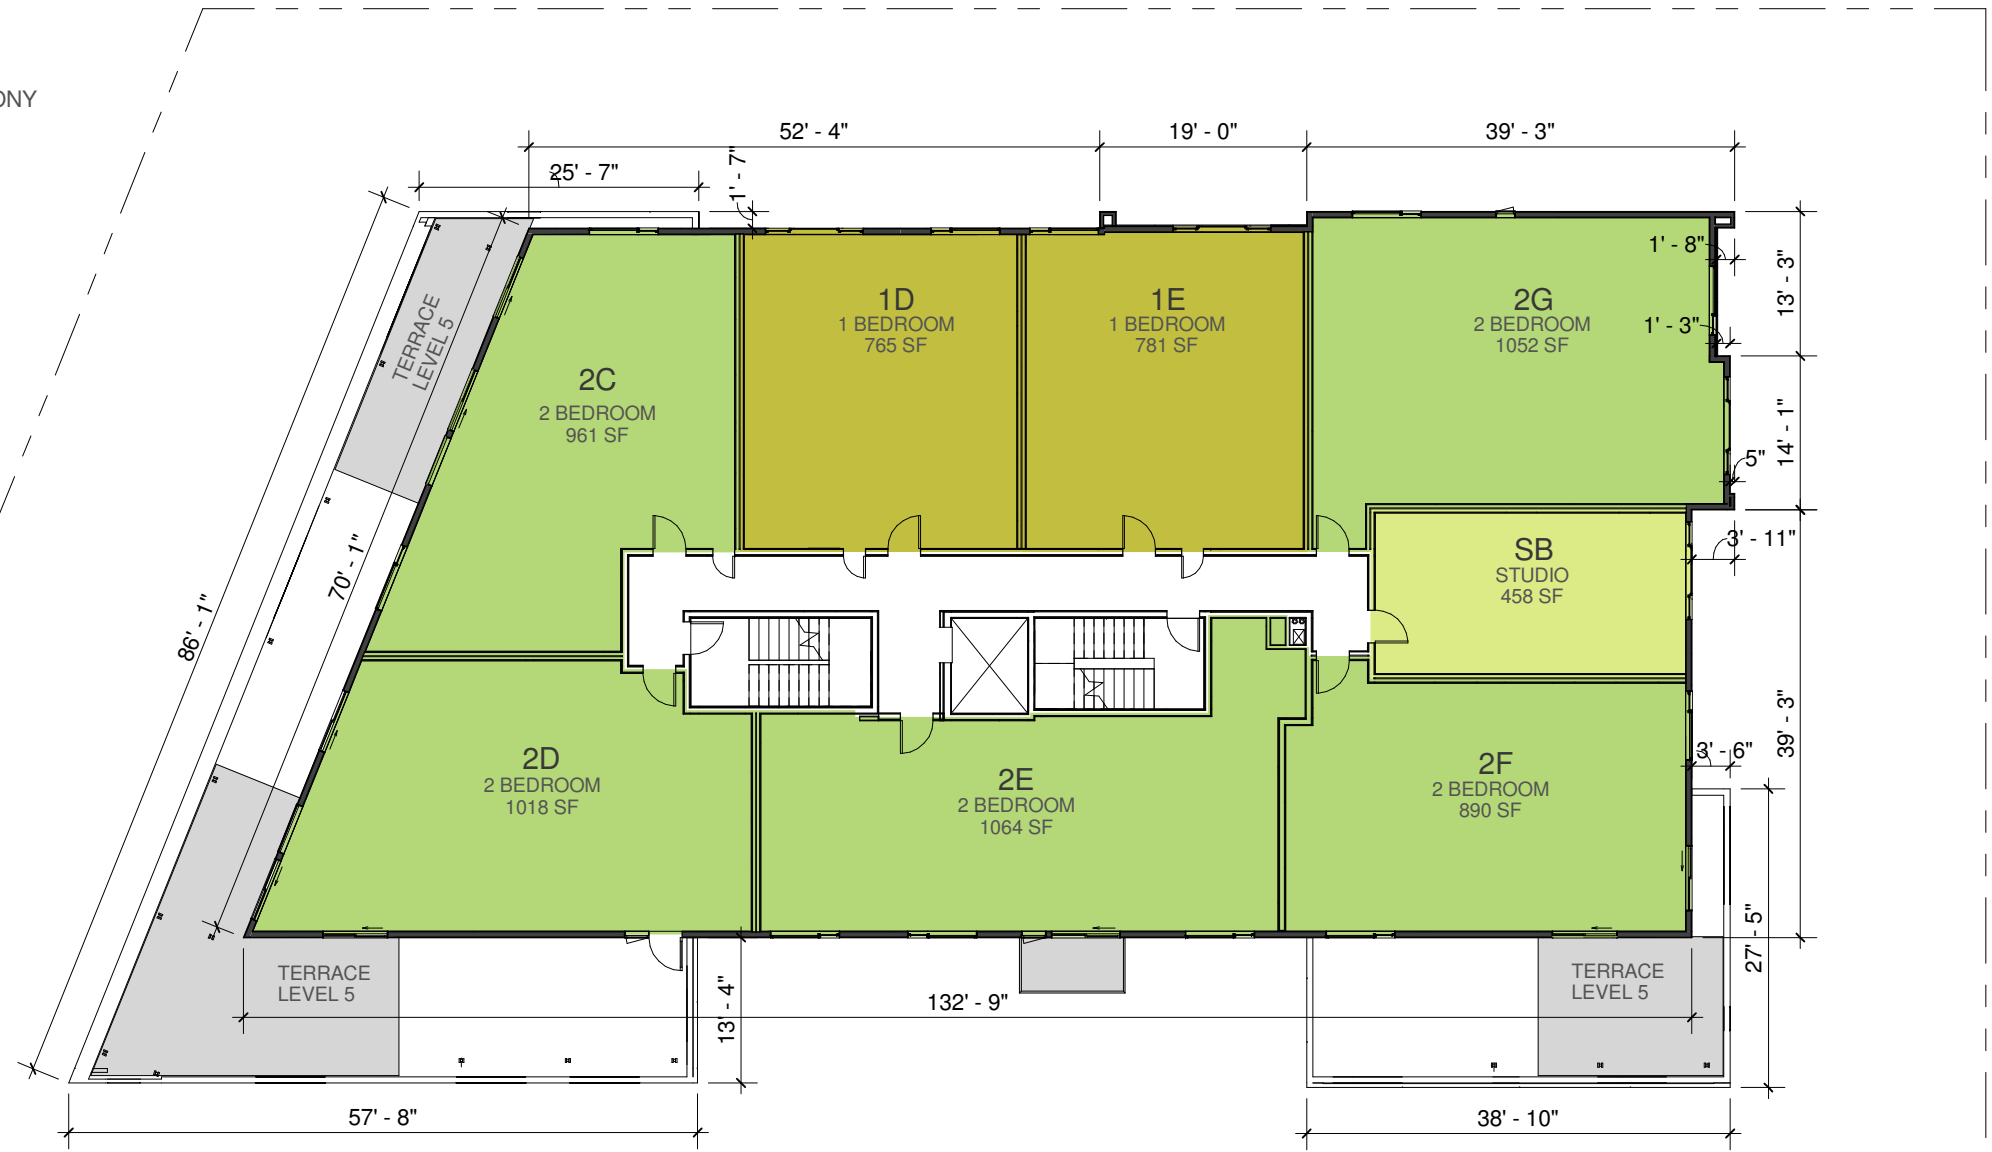 ONY
52' - 4"
19' - 0"
39' - 3"
25' - 7"
1' - 7"
1' - 8"
13' - 3"
1' - 3"
TERRACE
LEVEL 5
1D
1 BEDROOM
765 SF
1E
1 BEDROOM
781 SF
2G
2 BEDROOM
1052 SF
2C
2 BEDROOM
961 SF
14' - 1"
5"
3' - 11"
SB
STUDIO
458 SF
70' - 1"
86' - 1"
39' - 3"
3' - 6"
2D
2 BEDROOM
1018 SF
2E
2 BEDROOM
1064 SF
2F
2 BEDROOM
890 SF
27' - 5"
TERRACE
LEVEL 5
13' - 4"
132' - 9"
TERRACE
LEVEL 5
57' - 8"
38' - 10"